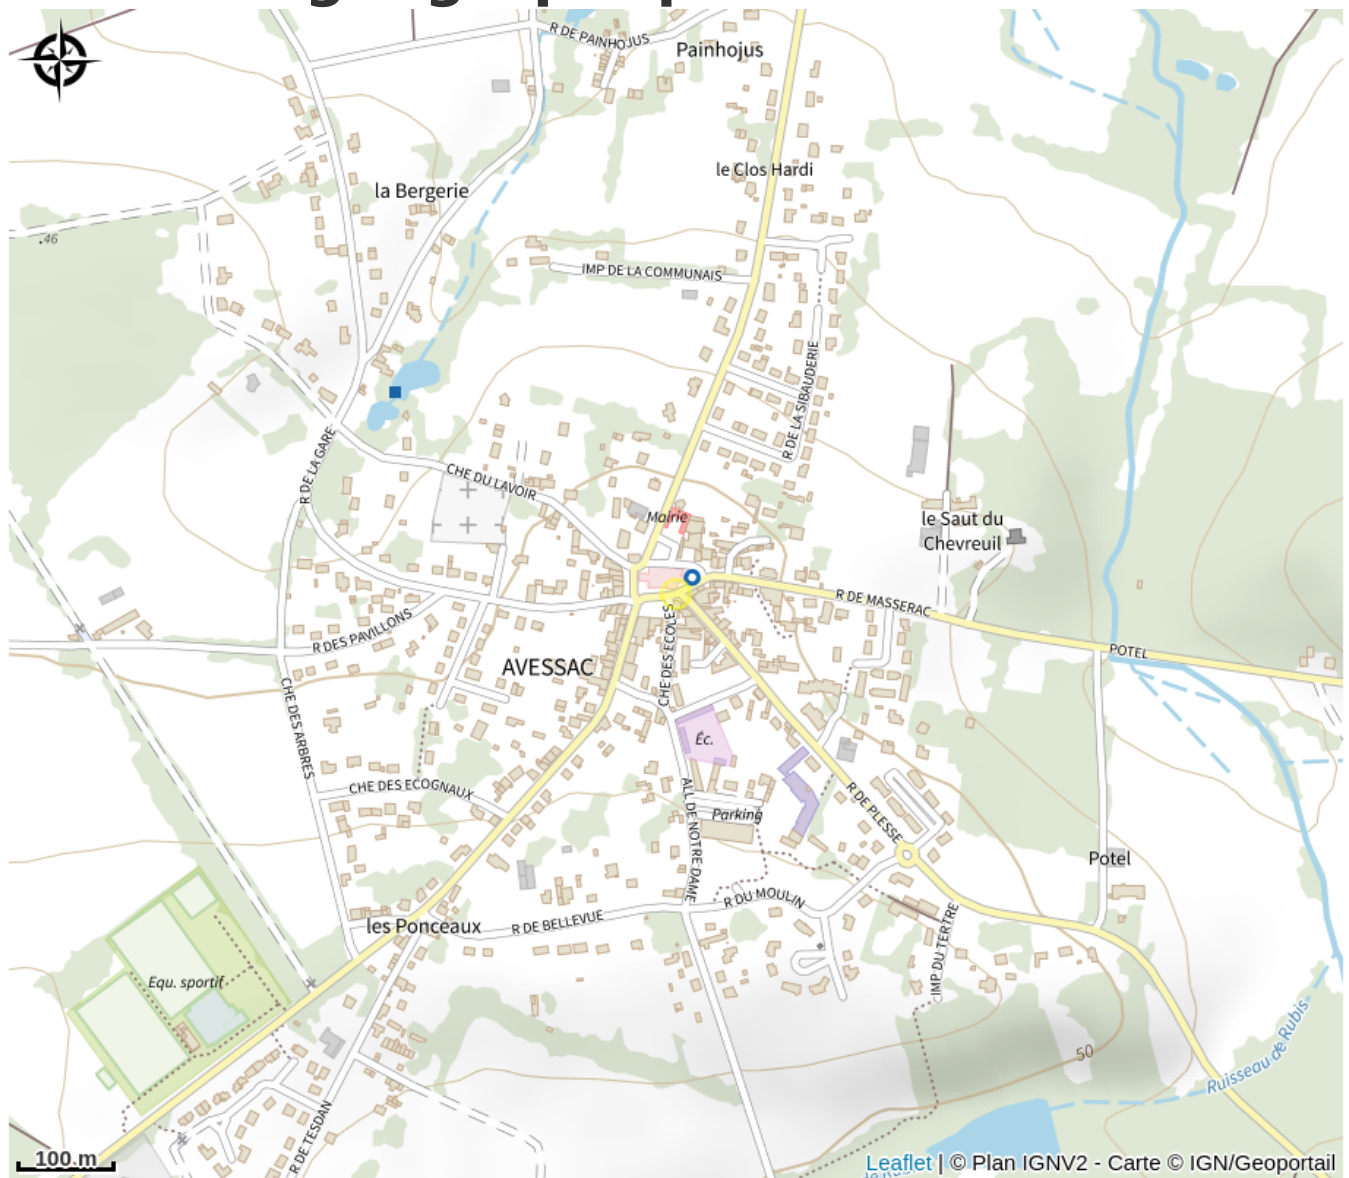 R DE PAINHOJUS
Painhojus
le Clos Hardi
la Bergerie
.46
IMP DE LA COMMUNAIS
R DE LA SIBAUDERIE
R DE LA GARE
CHE DU LAVOIR
Mairie
le Saut du
Chevreuil
R DE MASSERAC
R DES PAVILLONS
CHE DES ECOLES
POTEL
AVESSAC
CHE DES ARBRES
Éc.
CHE DES ECOGNAUX
ALL DE NOTRE DAME
Parking
R DE PLESSE
Potel
R DU MOULIN
les Ponceaux
R DE BELLEVUE
IMP DU TERTRE
Equ. sportif
50
Ruisseau de Rubis
R DE TESDAN
100 m
Leaflet | © Plan IGNV2 - Carte © IGN/Geoportail